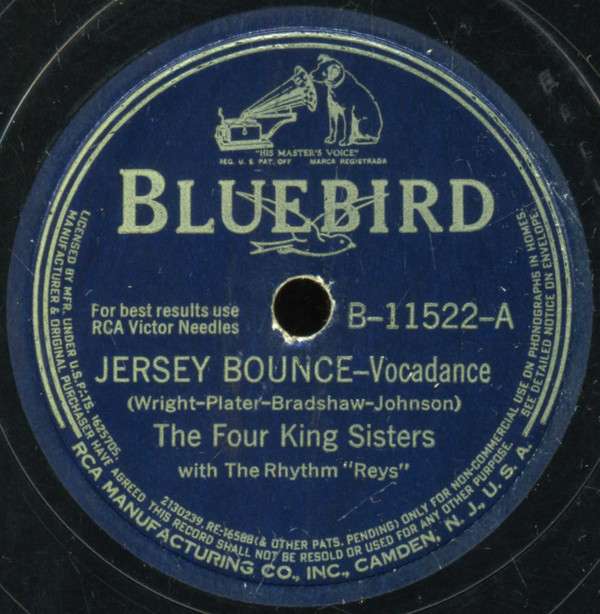 "HIS MASTER'S VOICE"
REG. U. S. PAT. OFF. MARCA REGISTRADA
BLUEBIRD
For best results use
RCA Victor Needles
B-11522-A
JERSEY BOUNCE-Vocadance
(Wright-Plater-Bradshaw-Johnson)
The Four King Sisters
with The Rhythm "Reys"
LICENSED BY MFR. UNDER U.S. PATS. 1625705, 2130239, RE-16588 (& OTHER PATS. PENDING) ONLY FOR NON-COMMERCIAL USE ON PHONOGRAPHS IN HOMES.
MANUFACTURER & ORIGINAL PURCHASER HAVE AGREED THIS RECORD SHALL NOT BE RESOLD OR USED FOR ANY OTHER PURPOSE. SEE DETAILED NOTICE ON ENVELOPE.
RCA MANUFACTURING CO., INC., CAMDEN, N. J., U. S. A.